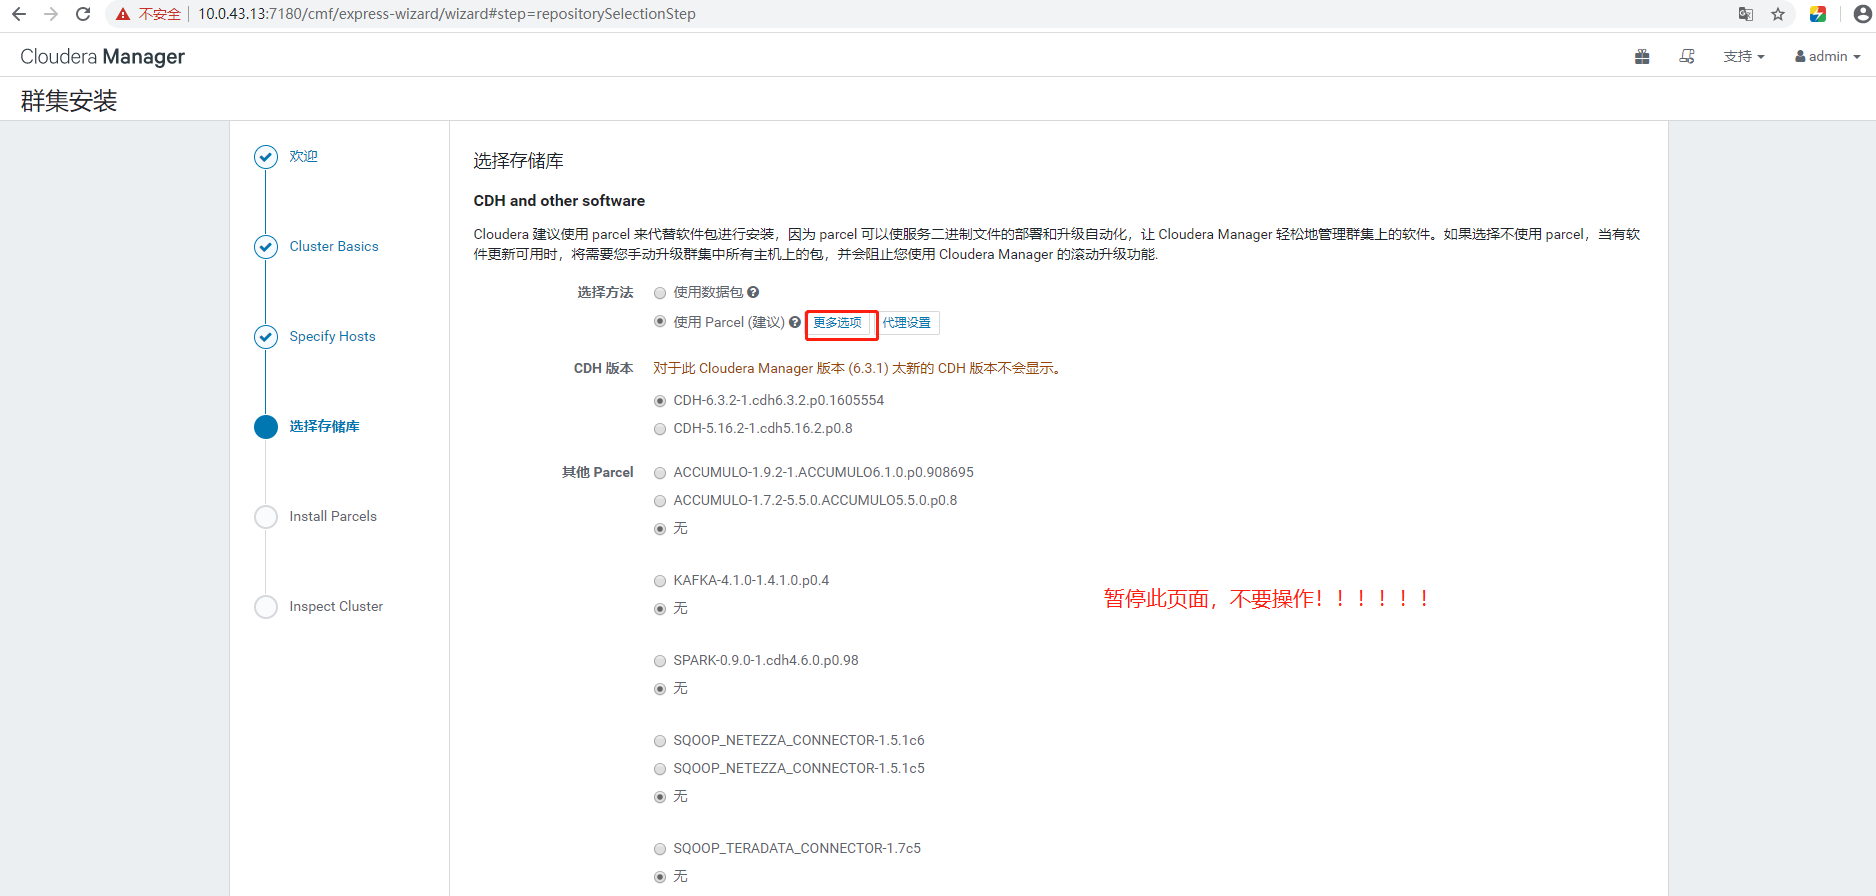 不安全 10.0.43.13:7180/cmf/express-wizard/wizard#step=repositorySelectionStep
Cloudera Manager
支持
admin
群集安装
欢迎
Cluster Basics
Specify Hosts
选择存储库
Install Parcels
Inspect Cluster
选择存储库
CDH and other software
Cloudera 建议使用 parcel 来代替软件包进行安装，因为 parcel 可以使服务二进制文件的部署和升级自动化，让 Cloudera Manager 轻松地管理群集上的软件。如果选择不使用 parcel，当有软
件更新可用时，将需要您手动升级群集中所有主机上的包，并会阻止您使用 Cloudera Manager 的滚动升级功能.
选择方法
使用数据包
使用 Parcel (建议) 更多选项 代理设置
CDH 版本
对于此 Cloudera Manager 版本 (6.3.1) 太新的 CDH 版本不会显示。
CDH-6.3.2-1.cdh6.3.2.p0.1605554
CDH-5.16.2-1.cdh5.16.2.p0.8
其他 Parcel
ACCUMULO-1.9.2-1.ACCUMULO6.1.0.p0.908695
ACCUMULO-1.7.2-5.5.0.ACCUMULO5.5.0.p0.8
无
KAFKA-4.1.0-1.4.1.0.p0.4
无
暂停此页面，不要操作！！！！！！
SPARK-0.9.0-1.cdh4.6.0.p0.98
无
SQOOP_NETEZZA_CONNECTOR-1.5.1c6
SQOOP_NETEZZA_CONNECTOR-1.5.1c5
无
SQOOP_TERADATA_CONNECTOR-1.7c5
无